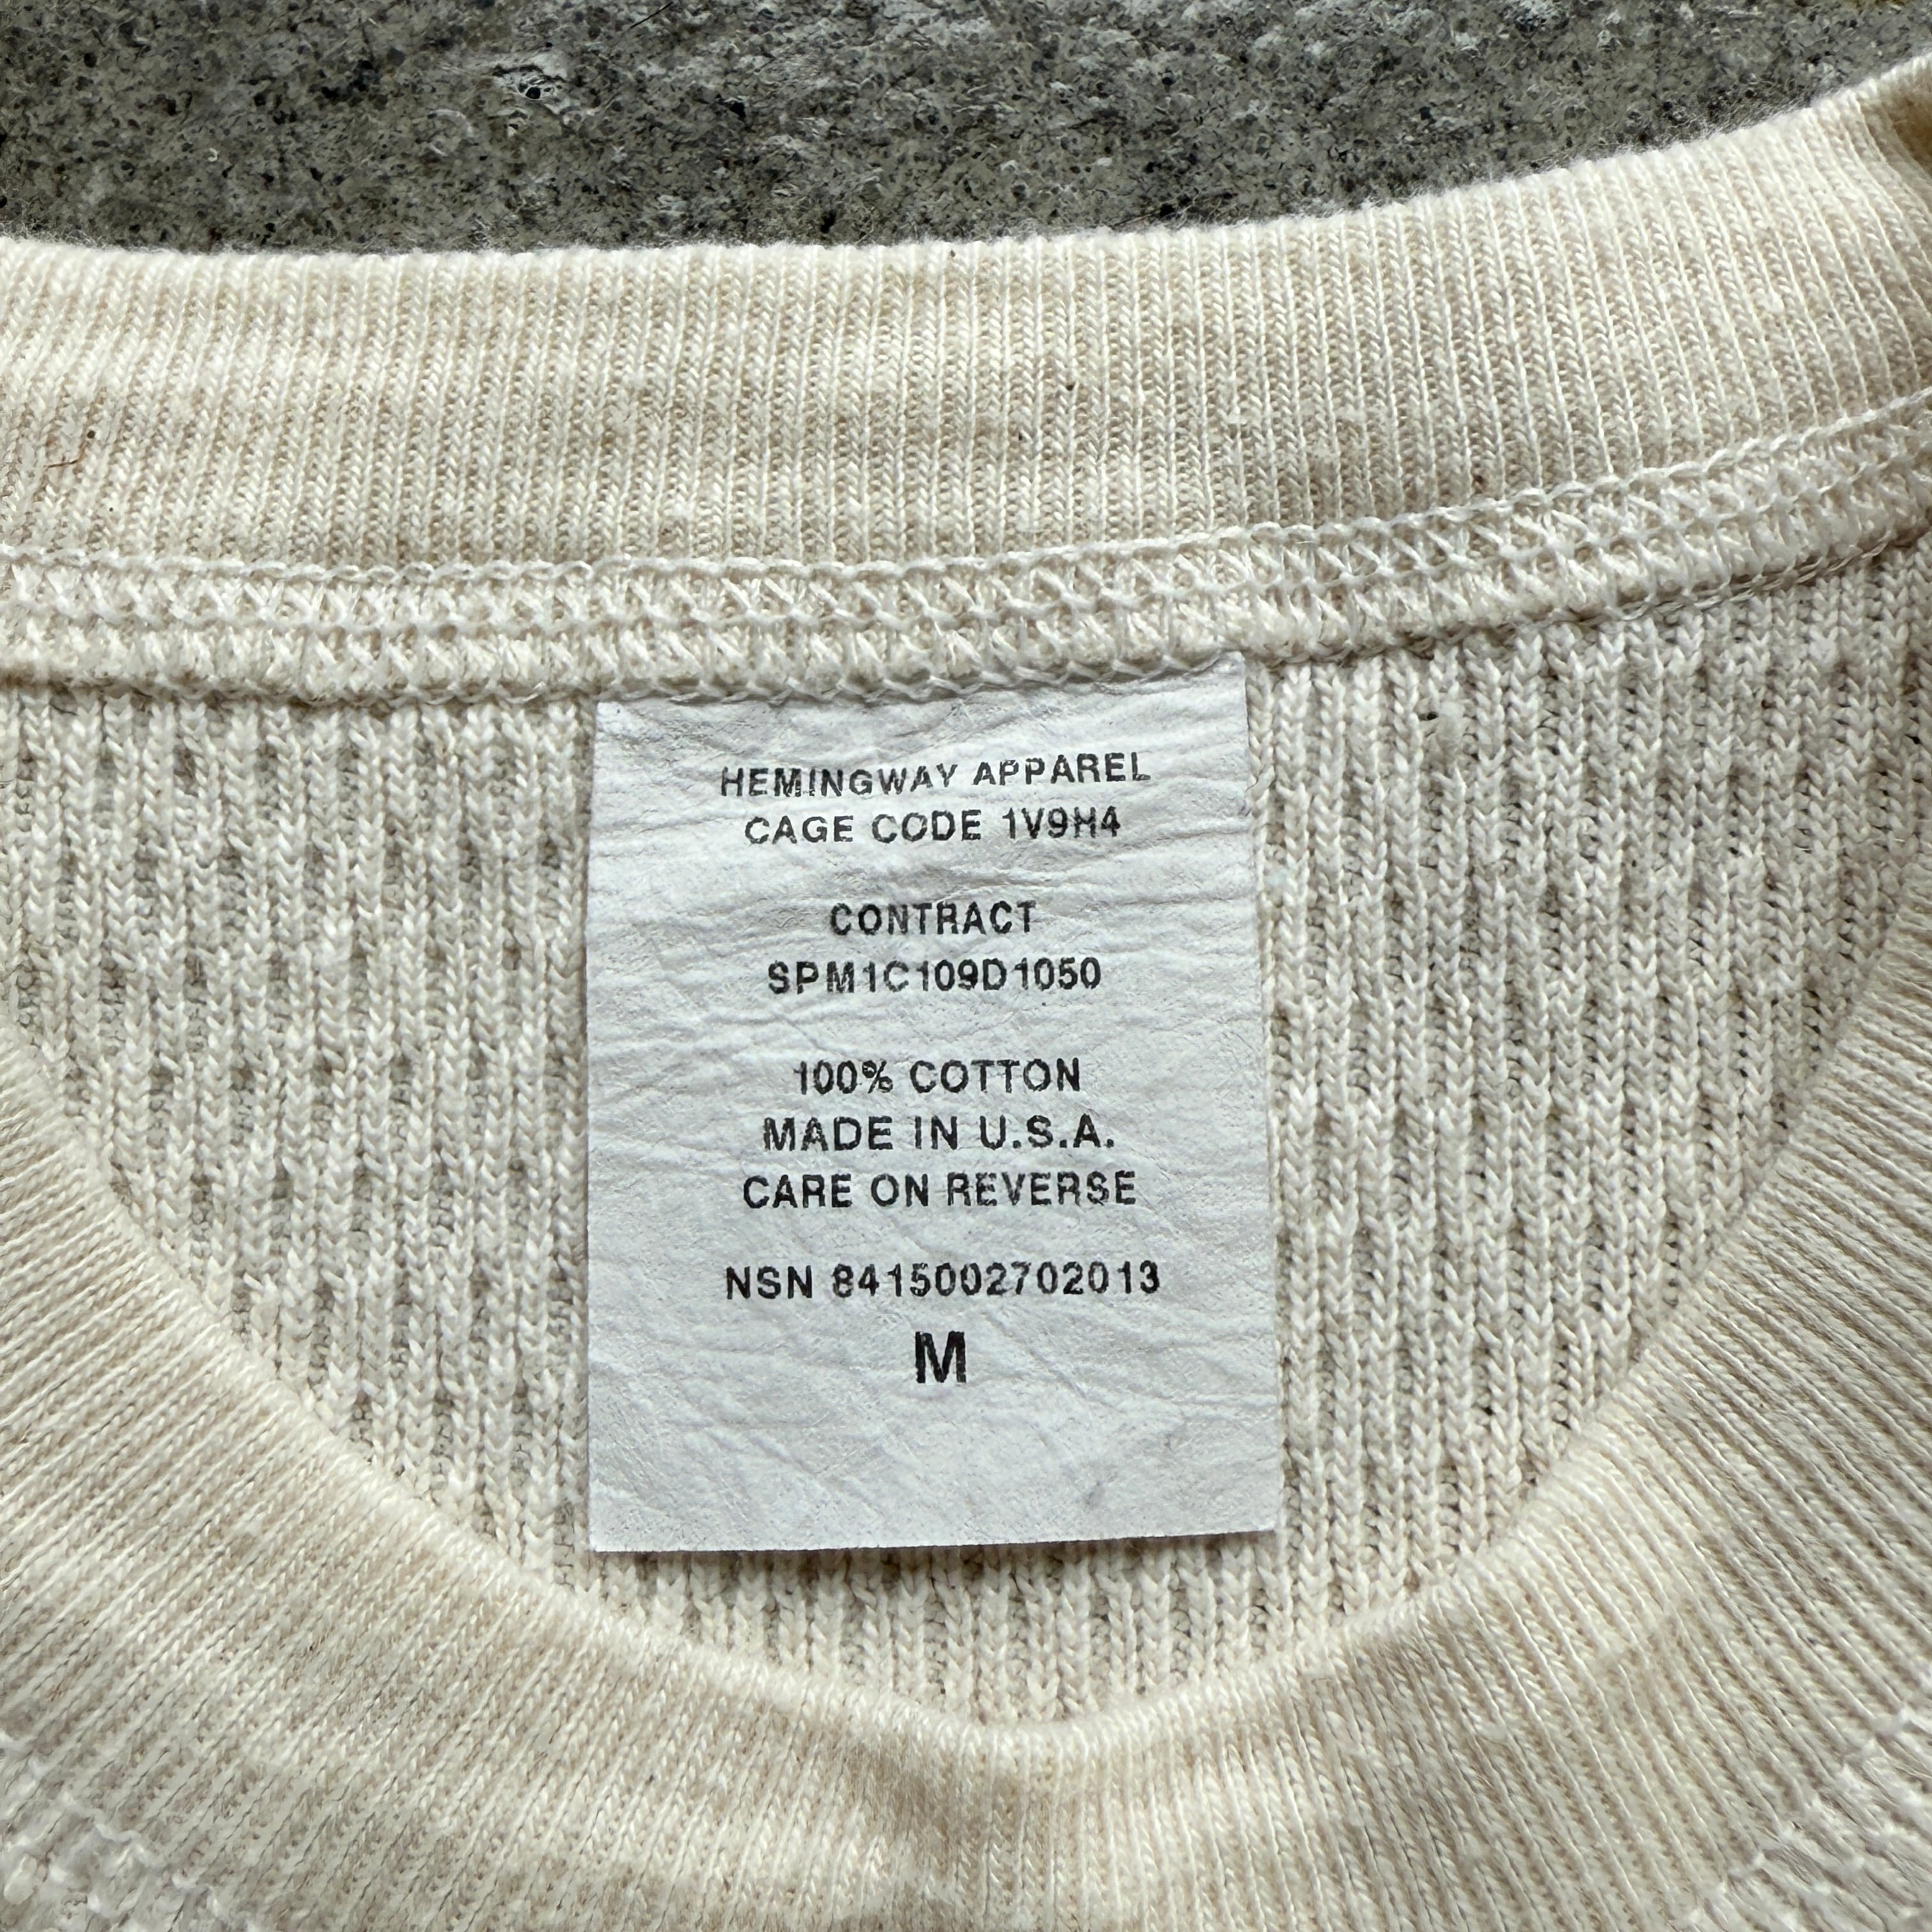 HEMINGWAY APPAREL
CAGE CODE 1V9H4
CONTRACT
SPM1C109D1050
100% COTTON
MADE IN U.S.A.
CARE ON REVERSE
NSN 8415002702013
M